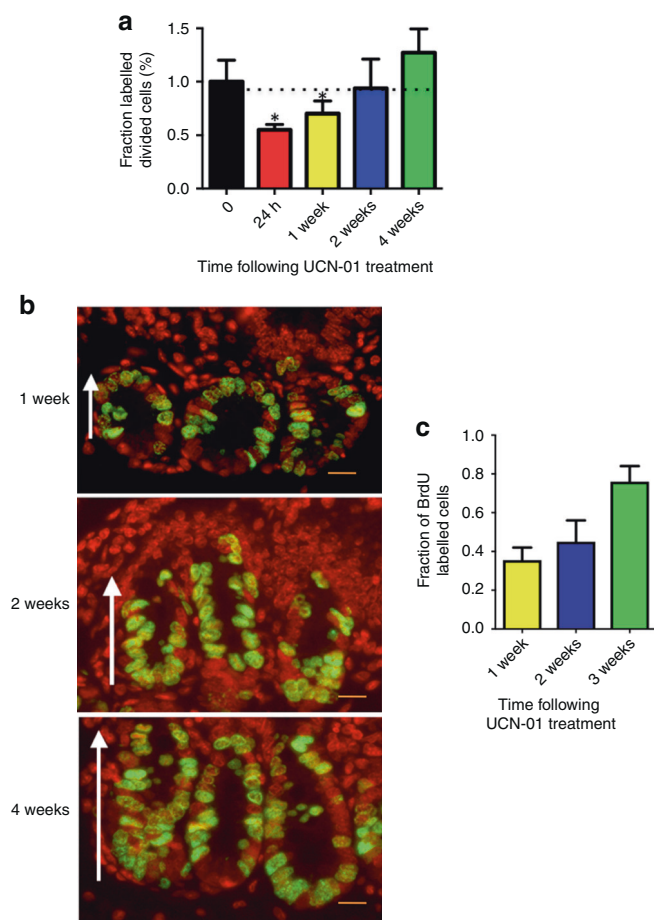 a
Fraction labelled
divided cells (%)
1.5
1.0
0.5
0.0
*
*
0
24 h
1 week
2 weeks
4 weeks
Time following UCN-01 treatment
b
1 week
2 weeks
4 weeks
c
Fraction of BrdU
labelled cells
1.0
0.8
0.6
0.4
0.2
0.0
1 week
2 weeks
3 weeks
Time following
UCN-01 treatment